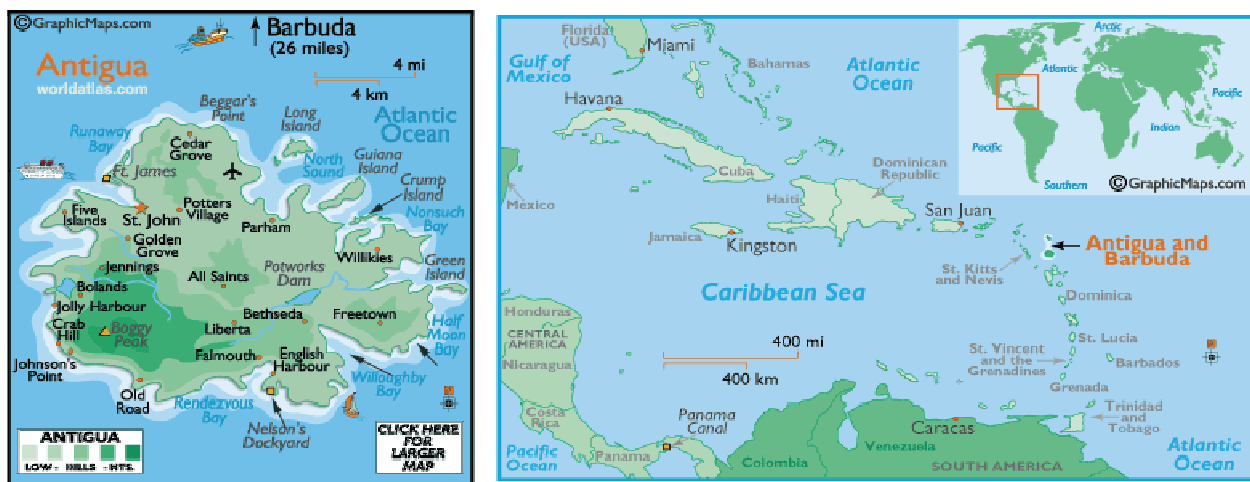 ©GraphicMaps.com
Barbuda
(26 miles)
Antigua
worldatlas.com
4 mi
4 km
Beggar's
Point
Long
Island
Atlantic
Ocean
Runaway
Bay
Cedar
Grove
North
Sound
Guiana
Island
Ft. James
Crump
Island
Five
Islands
St. John
Potters
Village
Parham
Nonsuch
Bay
Golden
Grove
Willikies
Jennings
All Saints
Potworks
Dam
Green
Island
Bolands
Jolly Harbour
Bethseda
Freetown
Crab
Hill
Boggy
Peak
Liberta
Half
Moon
Bay
Johnson's
Point
Falmouth
English
Harbour
Willoughby
Bay
Old
Road
Rendezvous
Bay
Nelson's
Dockyard
ANTIGUA
LOW - HILLS - MTS.
CLICK HERE
FOR
LARGER
MAP
Florida
(USA)
Miami
Gulf of
Mexico
Bahamas
Atlantic
Ocean
Havana
Cuba
Dominican
Republic
Mexico
Haiti
San Juan
Jamaica
Kingston
Antigua and
Barbuda
St. Kitts
and Nevis
Caribbean Sea
Dominica
Honduras
CENTRAL
AMERICA
Nicaragua
400 mi
400 km
St. Lucia
St. Vincent
and the
Grenadines
Barbados
Grenada
Costa
Rica
Panama
Canal
Caracas
Trinidad
and
Tobago
Pacific
Ocean
Panama
Colombia
Venezuela
SOUTH AMERICA
Atlantic
Ocean
Arctic
Atlantic
Pacific
Indian
Pacific
Southern
©GraphicMaps.com